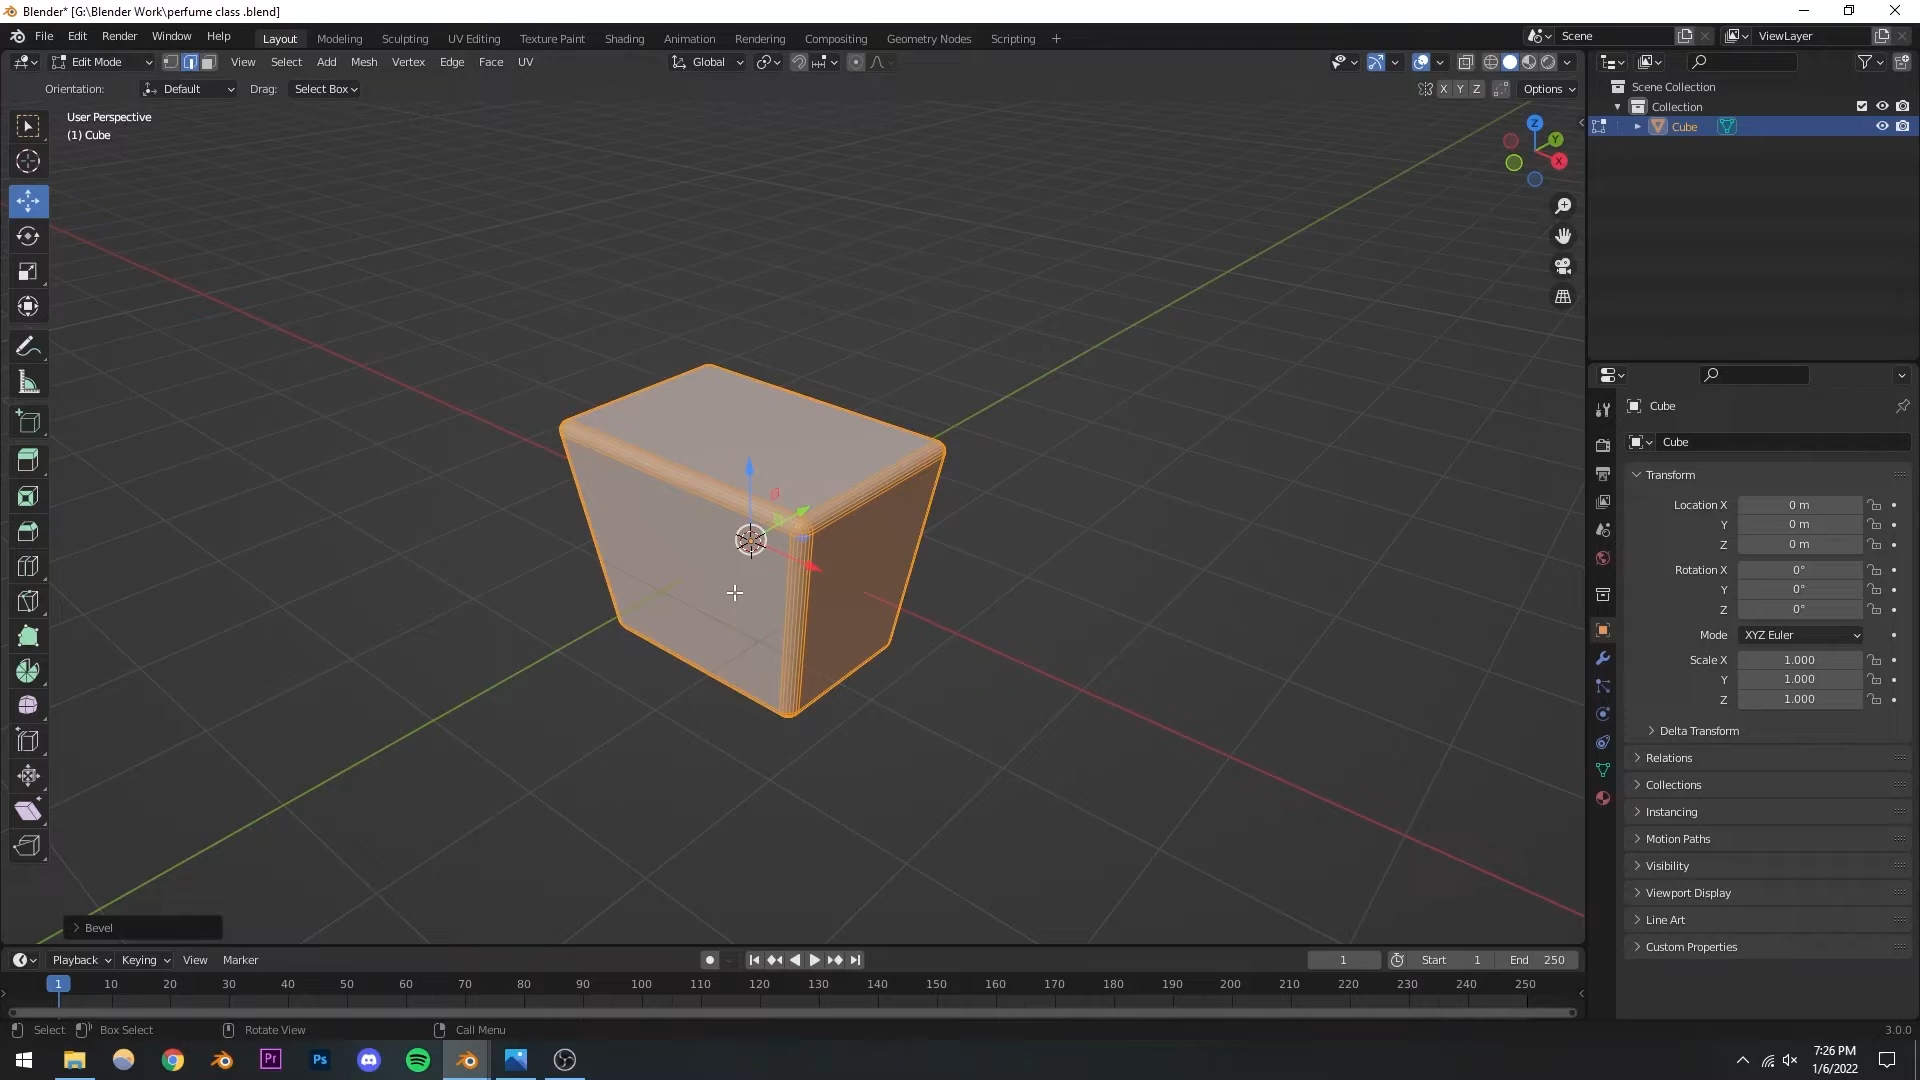 Blender* [G:\Blender Work\perfume class .blend]
File Edit Render Window Help Layout Modeling Sculpting UV Editing Texture Paint Shading Animation Rendering Compositing Geometry Nodes Scripting + Scene ViewLayer
Edit Mode View Select Add Mesh Vertex Edge Face UV Global
Orientation: Default Drag: Select Box X Y Z Options
User Perspective
(1) Cube
Z
Y
X
Scene Collection
Collection
Cube
Cube
Cube
Transform
Location X 0 m
Y 0 m
Z 0 m
Rotation X 0°
Y 0°
Z 0°
Mode XYZ Euler
Scale X 1.000
Y 1.000
Z 1.000
Delta Transform
Relations
Collections
Instancing
Motion Paths
Visibility
Viewport Display
Line Art
Custom Properties
Bevel
Playback Keying View Marker 1 Start 1 End 250
1 10 20 30 40 50 60 70 80 90 100 110 120 130 140 150 160 170 180 190 200 210 220 230 240 250
Select Box Select Rotate View Call Menu 3.0.0
Pr Ps
7:26 PM
1/6/2022